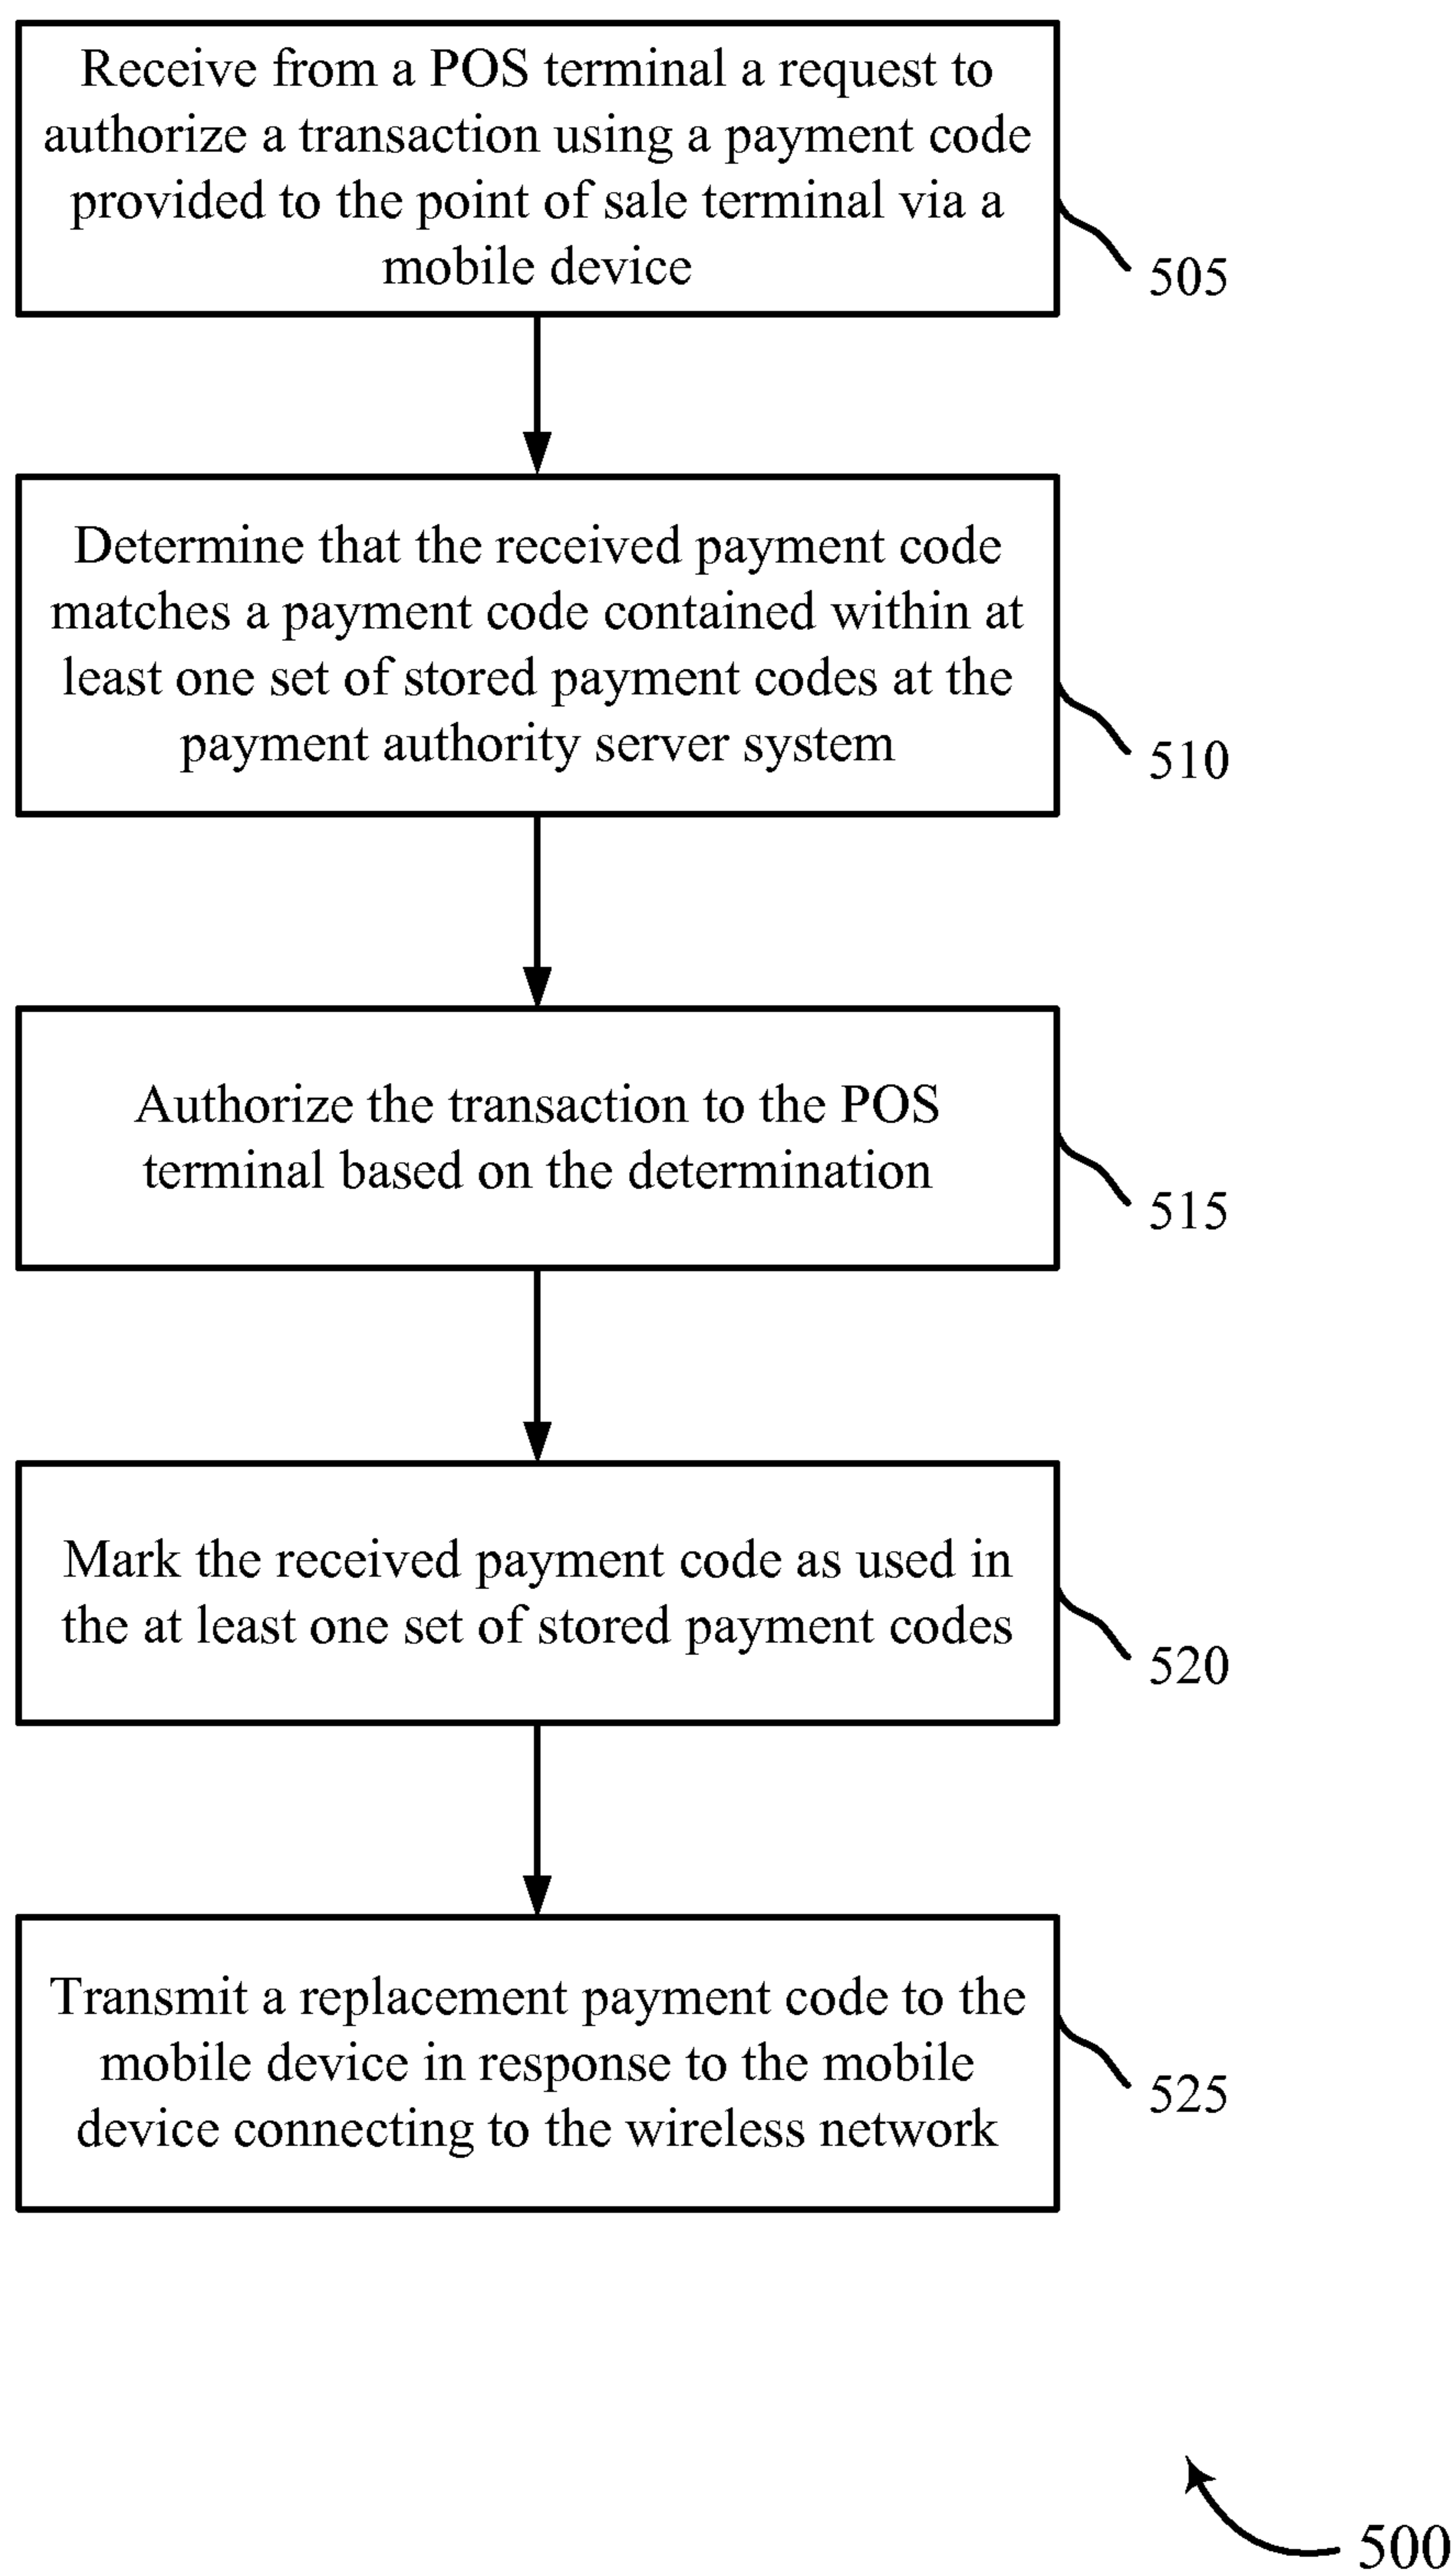 Receive from a POS terminal a request to
authorize a transaction using a payment code
provided to the point of sale terminal via a
mobile device
505
Determine that the received payment code
matches a payment code contained within at
least one set of stored payment codes at the
payment authority server system
510
Authorize the transaction to the POS
terminal based on the determination
515
Mark the received payment code as used in
the at least one set of stored payment codes
520
Transmit a replacement payment code to the
mobile device in response to the mobile
device connecting to the wireless network
525
500